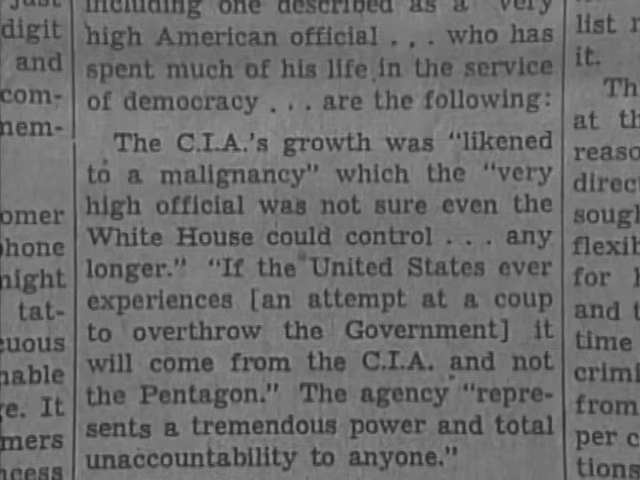 digit
and
com-
mem-
omer
phone
night
tat-
cuous
nable
e. It
mers
ncess
including one described as a "very
high American official . . . who has
spent much of his life in the service
of democracy . . . are the following:
The C.I.A.'s growth was "likened
to a malignancy" which the "very
high official was not sure even the
White House could control . . . any
longer." "If the United States ever
experiences [an attempt at a coup
to overthrow the Government] it
will come from the C.I.A. and not
the Pentagon." The agency "repre-
sents a tremendous power and total
unaccountability to anyone."
list
it.
Th
at th
reaso
direc
sough
flexib
for
and t
time
crimi
from
per c
tions